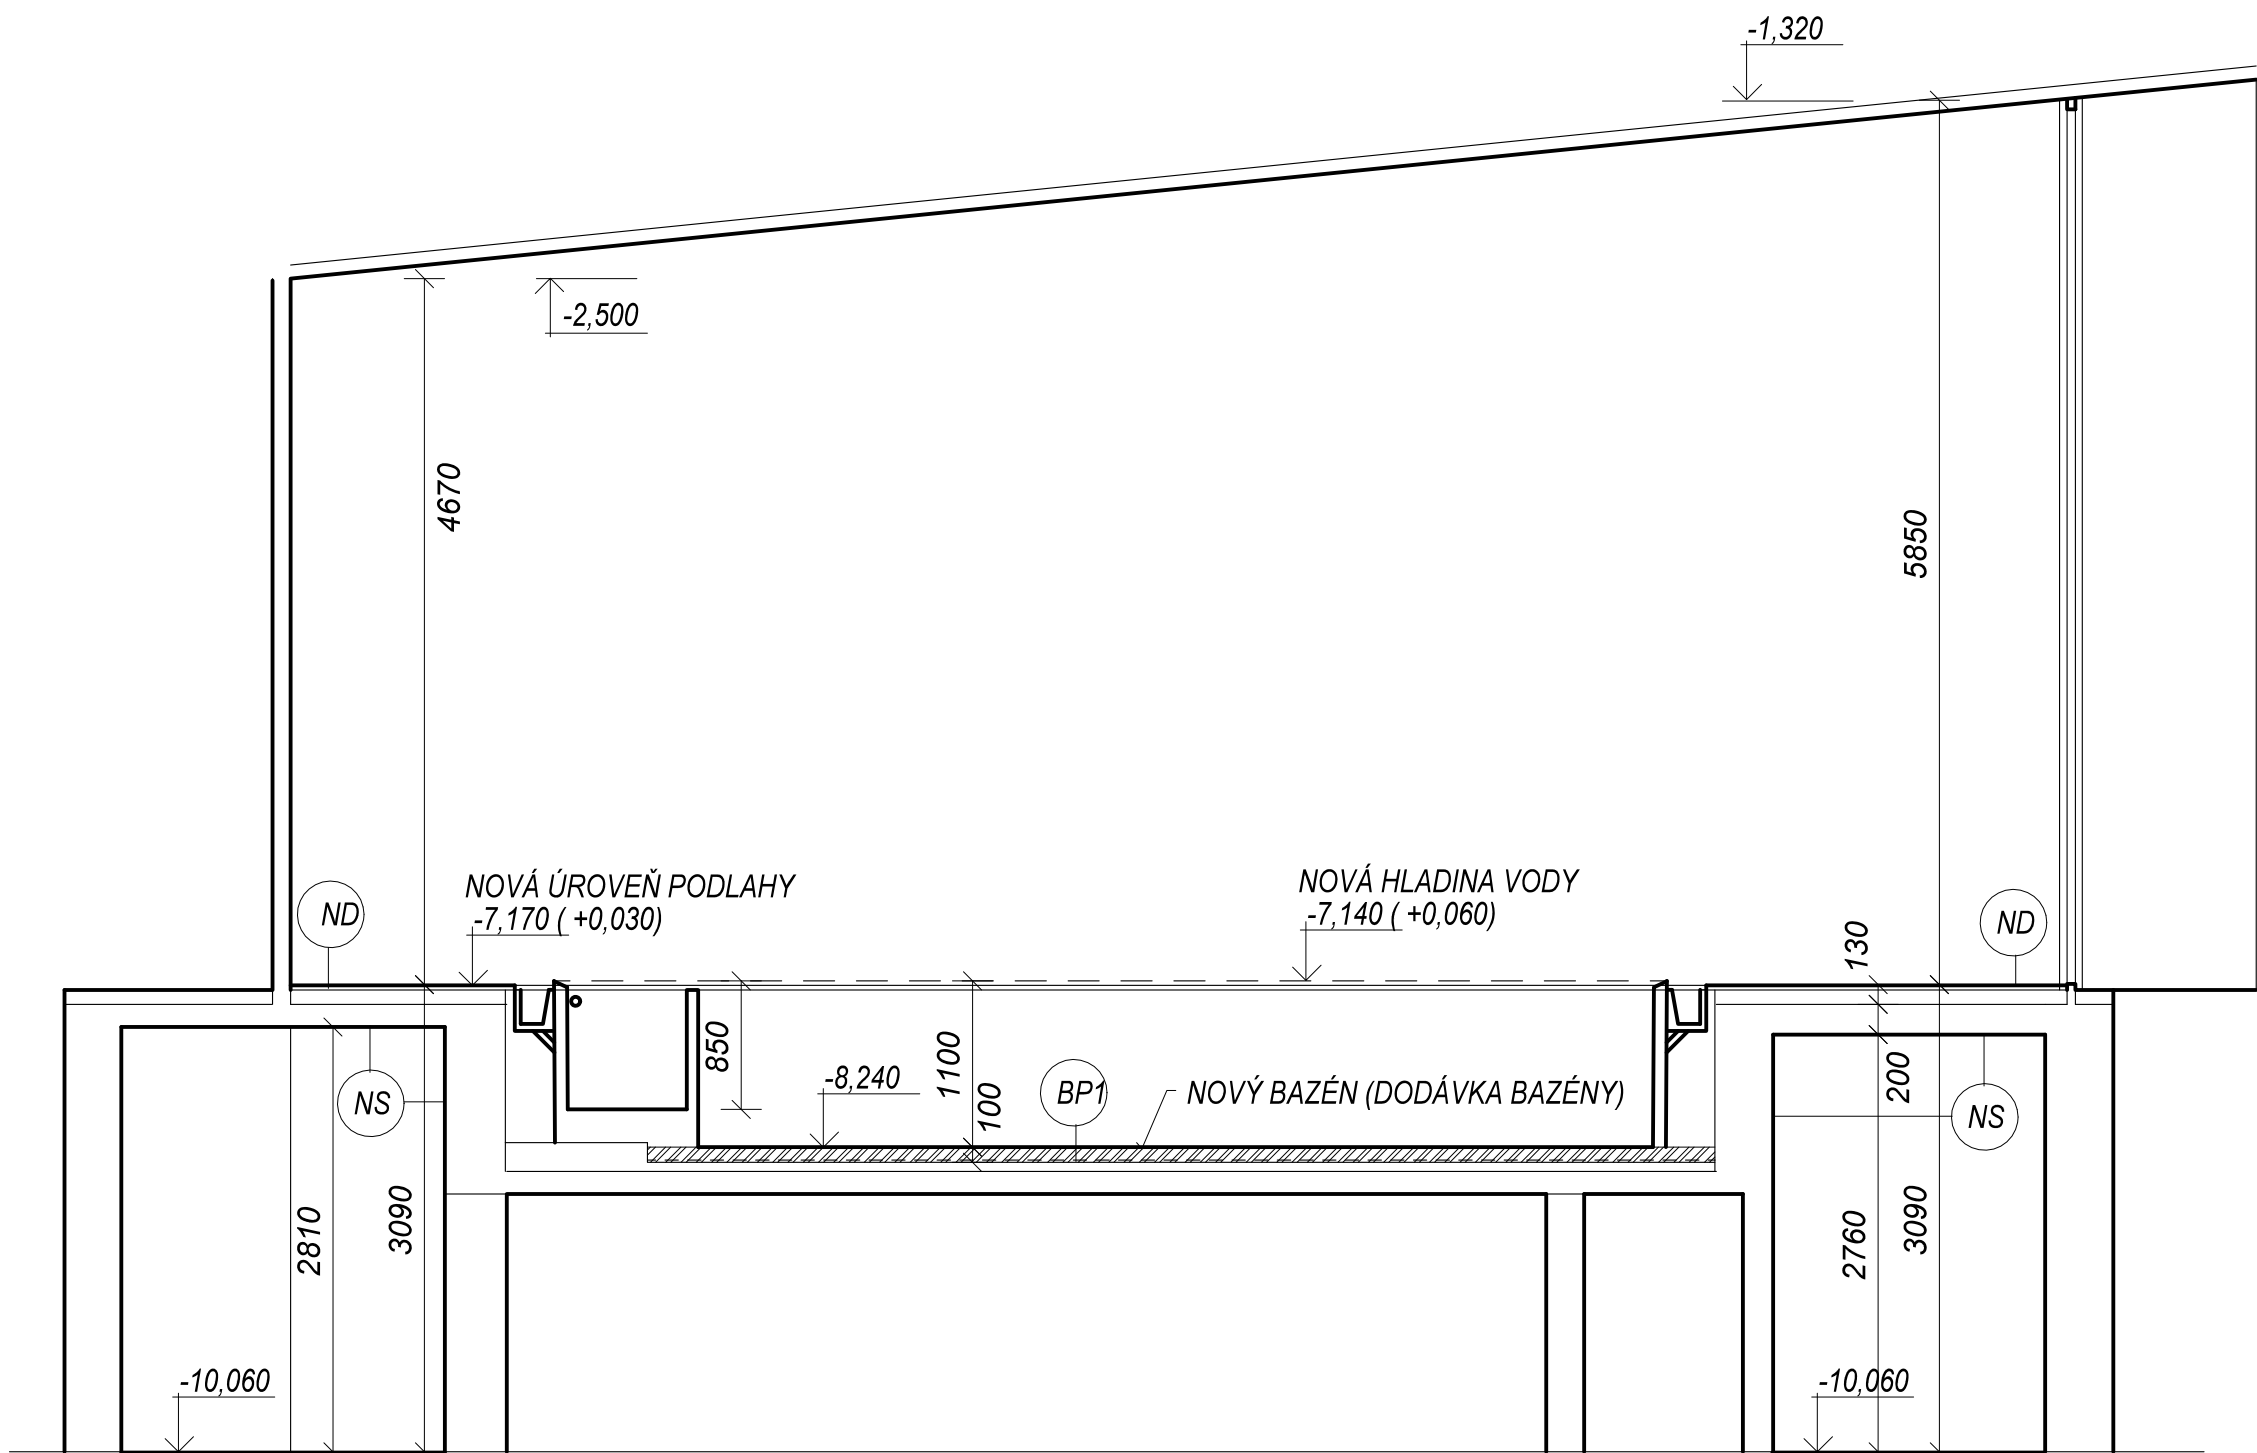 -1,320
-2,500
4670
5850
NOVÁ ÚROVEŇ PODLAHY
-7,170 ( +0,030)
NOVÁ HLADINA VODY
-7,140 ( +0,060)
ND
ND
130
850
1100
100
-8,240
BP1
NOVÝ BAZÉN (DODÁVKA BAZÉNY)
200
NS
NS
2810
3090
2760
3090
-10,060
-10,060